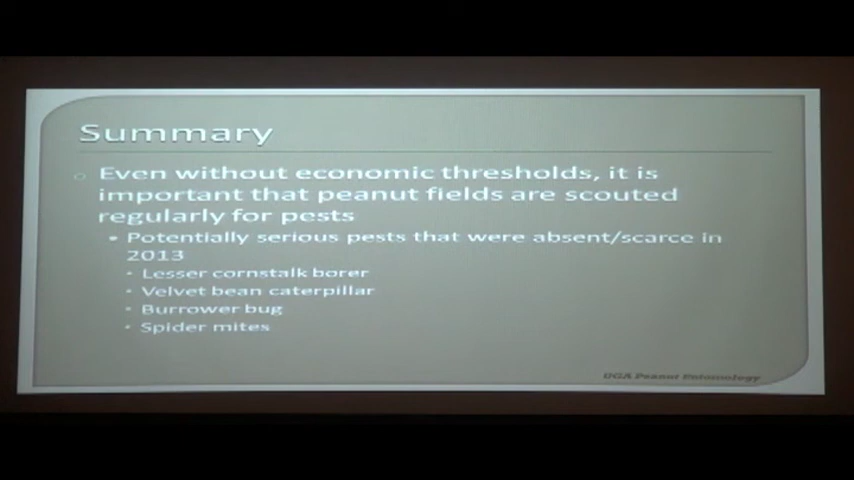 Summary
Even without economic thresholds, it is
important that peanut fields are scouted
regularly for pests
Potentially serious pests that were absent/scarce in
2013
Lesser cornstalk borer
Velvet bean caterpillar
Burrower bug
Spider mites
UGA Peanut Entomology